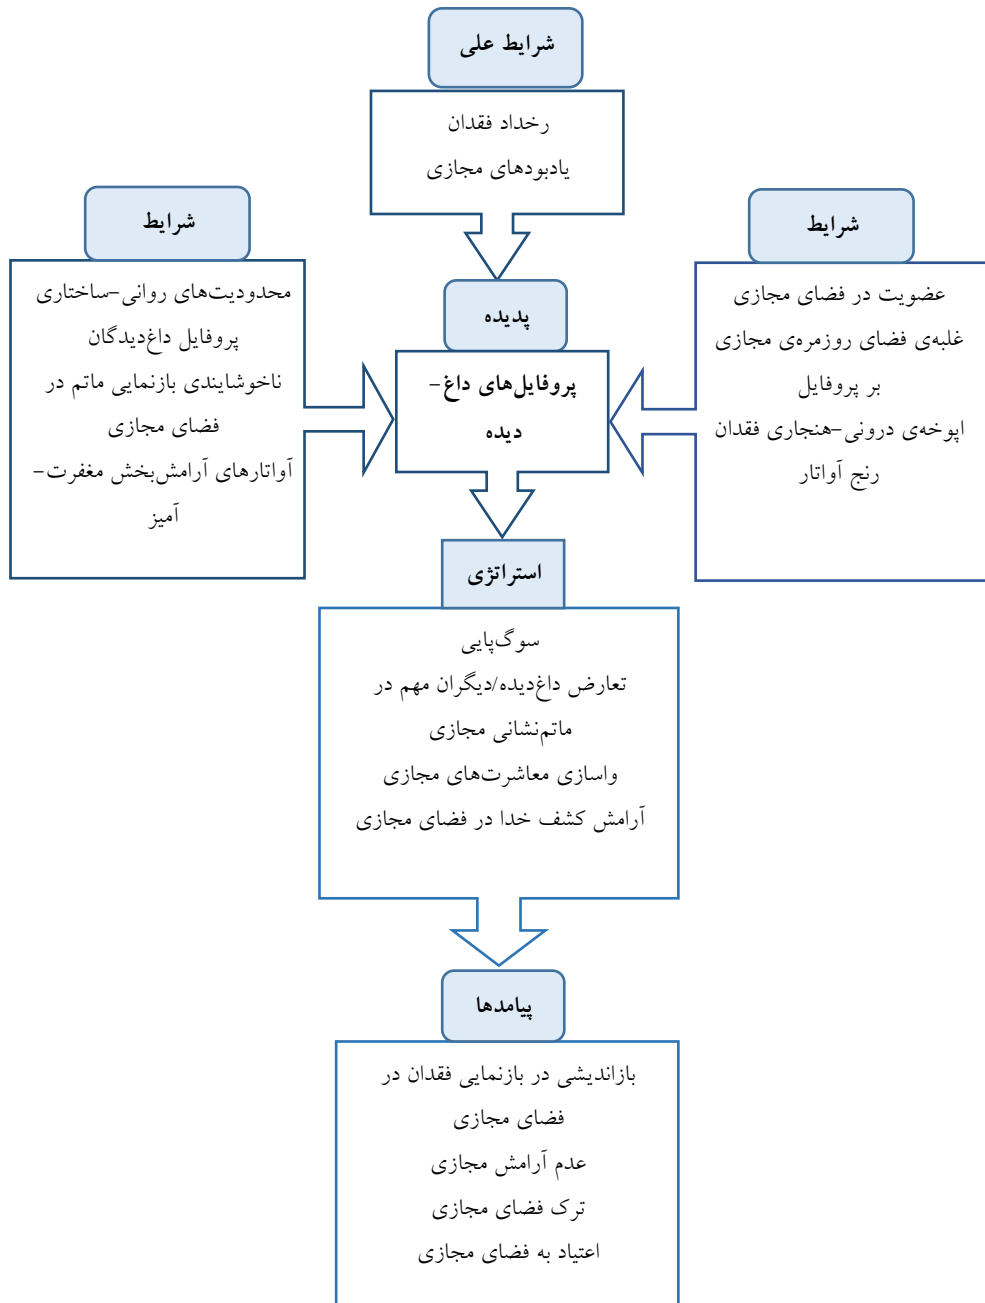 شرایط علی
رخداد فقدان
یادبودهای مجازی
شرایط
عضویت در فضای مجازی
غلبه‌ی فضای روزمره‌ی مجازی
بر پروفایل
اپوخه‌ی درونی-هنجاری فقدان
رنج آواتار
شرایط
محدودیت‌های روانی-ساختاری
پروفایل داغ‌دیدگان
ناخوشایندی بازنمایی ماتم در
فضای مجازی
آواتارهای آرامش‌بخش مغفرت-
آمیز
پدیده
پروفایل‌های داغ-
دیده
استراتژی
سوگ‌پایی
تعارض داغ‌دیده/دیگران مهم در
ماتم‌نشانی مجازی
واسازی معاشرت‌های مجازی
آرامش کشف خدا در فضای مجازی
پیامدها
بازاندیشی در بازنمایی فقدان در
فضای مجازی
عدم آرامش مجازی
ترک فضای مجازی
اعتیاد به فضای مجازی